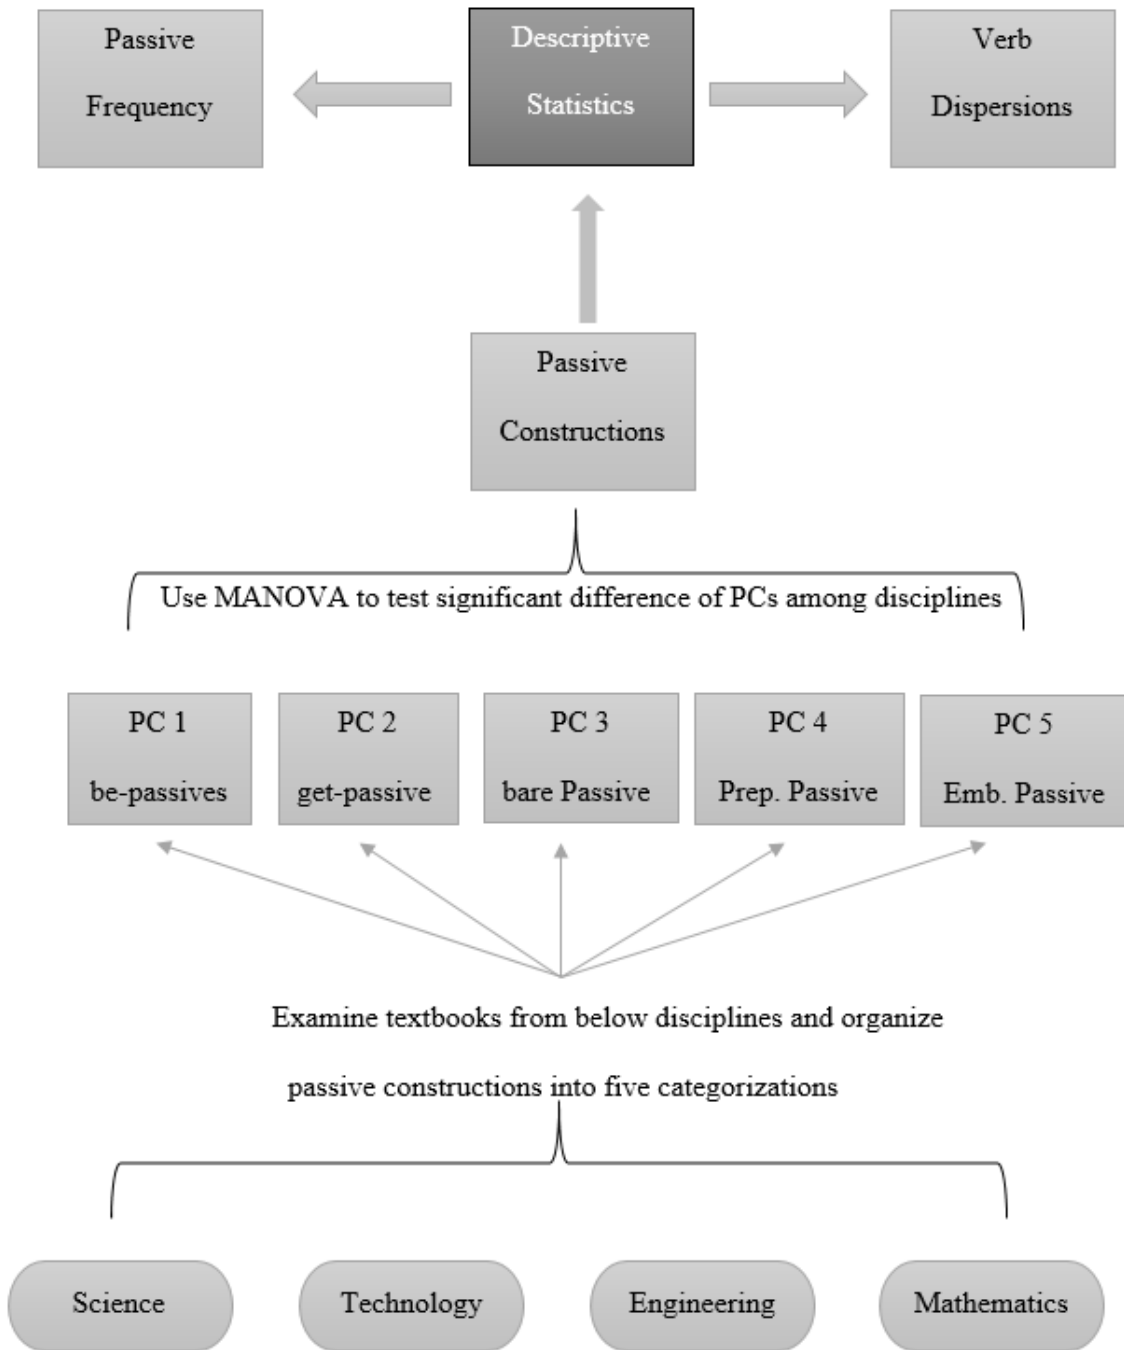 Passive
Frequency
Descriptive
Statistics
Verb
Dispersions
Passive
Constructions
Use MANOVA to test significant difference of PCs among disciplines
PC 1
be-passives
PC 2
get-passive
PC 3
bare Passive
PC 4
Prep. Passive
PC 5
Emb. Passive
Examine textbooks from below disciplines and organize
passive constructions into five categorizations
Science
Technology
Engineering
Mathematics